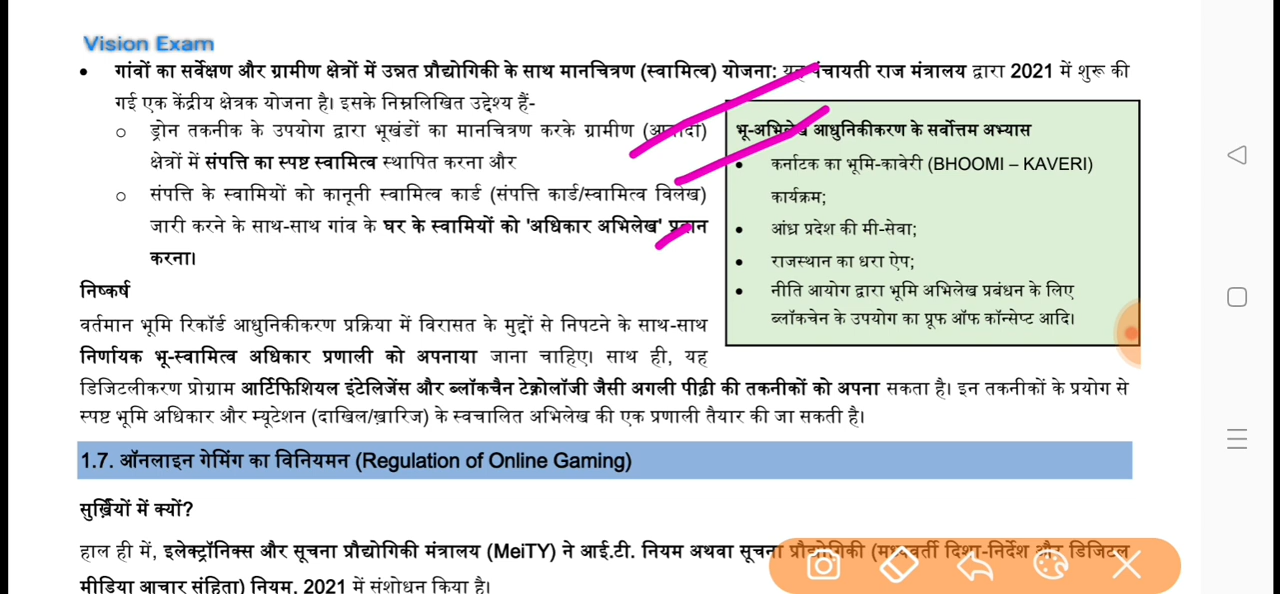 Vision Exam
• गांवों का सर्वेक्षण और ग्रामीण क्षेत्रों में उन्नत प्रौद्योगिकी के साथ मानचित्रण (स्वामित्व) योजना: यह पंचायती राज मंत्रालय द्वारा 2021 में शुरू की
गई एक केंद्रीय क्षेत्रक योजना है। इसके निम्नलिखित उद्देश्य हैं-
o ड्रोन तकनीक के उपयोग द्वारा भूखंडों का मानचित्रण करके ग्रामीण (आबादी)
क्षेत्रों में संपत्ति का स्पष्ट स्वामित्व स्थापित करना और
o संपत्ति के स्वामियों को कानूनी स्वामित्व कार्ड (संपत्ति कार्ड/स्वामित्व विलेख)
जारी करने के साथ-साथ गांव के घर के स्वामियों को 'अधिकार अभिलेख' प्रदान
करना।
भू-अभिलेख आधुनिकीकरण के सर्वोत्तम अभ्यास
• कर्नाटक का भूमि-कावेरी (BHOOMI – KAVERI)
कार्यक्रम;
• आंध्र प्रदेश की मी-सेवा;
• राजस्थान का धरा ऐप;
• नीति आयोग द्वारा भूमि अभिलेख प्रबंधन के लिए
ब्लॉकचेन के उपयोग का प्रूफ ऑफ कॉन्सेप्ट आदि।
निष्कर्ष
वर्तमान भूमि रिकॉर्ड आधुनिकीकरण प्रक्रिया में विरासत के मुद्दों से निपटने के साथ-साथ
निर्णायक भू-स्वामित्व अधिकार प्रणाली को अपनाया जाना चाहिए। साथ ही, यह
डिजिटलीकरण प्रोग्राम आर्टिफिशियल इंटेलिजेंस और ब्लॉकचैन टेक्नोलॉजी जैसी अगली पीढ़ी की तकनीकों को अपना सकता है। इन तकनीकों के प्रयोग से
स्पष्ट भूमि अधिकार और म्यूटेशन (दाखिल/ख़ारिज) के स्वचालित अभिलेख की एक प्रणाली तैयार की जा सकती है।
1.7. ऑनलाइन गेमिंग का विनियमन (Regulation of Online Gaming)
सुर्ख़ियों में क्यों?
हाल ही में, इलेक्ट्रॉनिक्स और सूचना प्रौद्योगिकी मंत्रालय (MeiTY) ने आई.टी. नियम अथवा सूचना प्रौद्योगिकी (मध्यवर्ती दिशा-निर्देश और डिजिटल
मीडिया आचार संहिता) नियम, 2021 में संशोधन किया है।